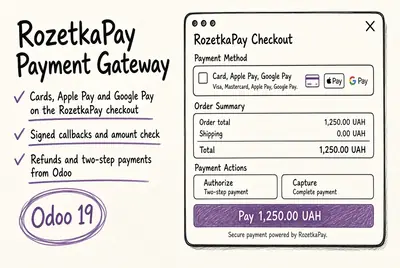 RozetkaPay
Payment Gateway
Cards, Apple Pay and Google Pay
on the RozetkaPay checkout
Signed callbacks and amount check
Refunds and two-step payments
from Odoo
Odoo 19
RozetkaPay Checkout
Payment Method
Card, Apple Pay, Google Pay
Visa, Mastercard, Apple Pay, Google Pay.
Pay
G Pay
Order Summary
Order total 1,250.00 UAH
Shipping 0.00 UAH
Total 1,250.00 UAH
Payment Actions
Authorize
Two-step payment
Capture
Complete payment
Pay 1,250.00 UAH
Secure payment powered by RozetkaPay.